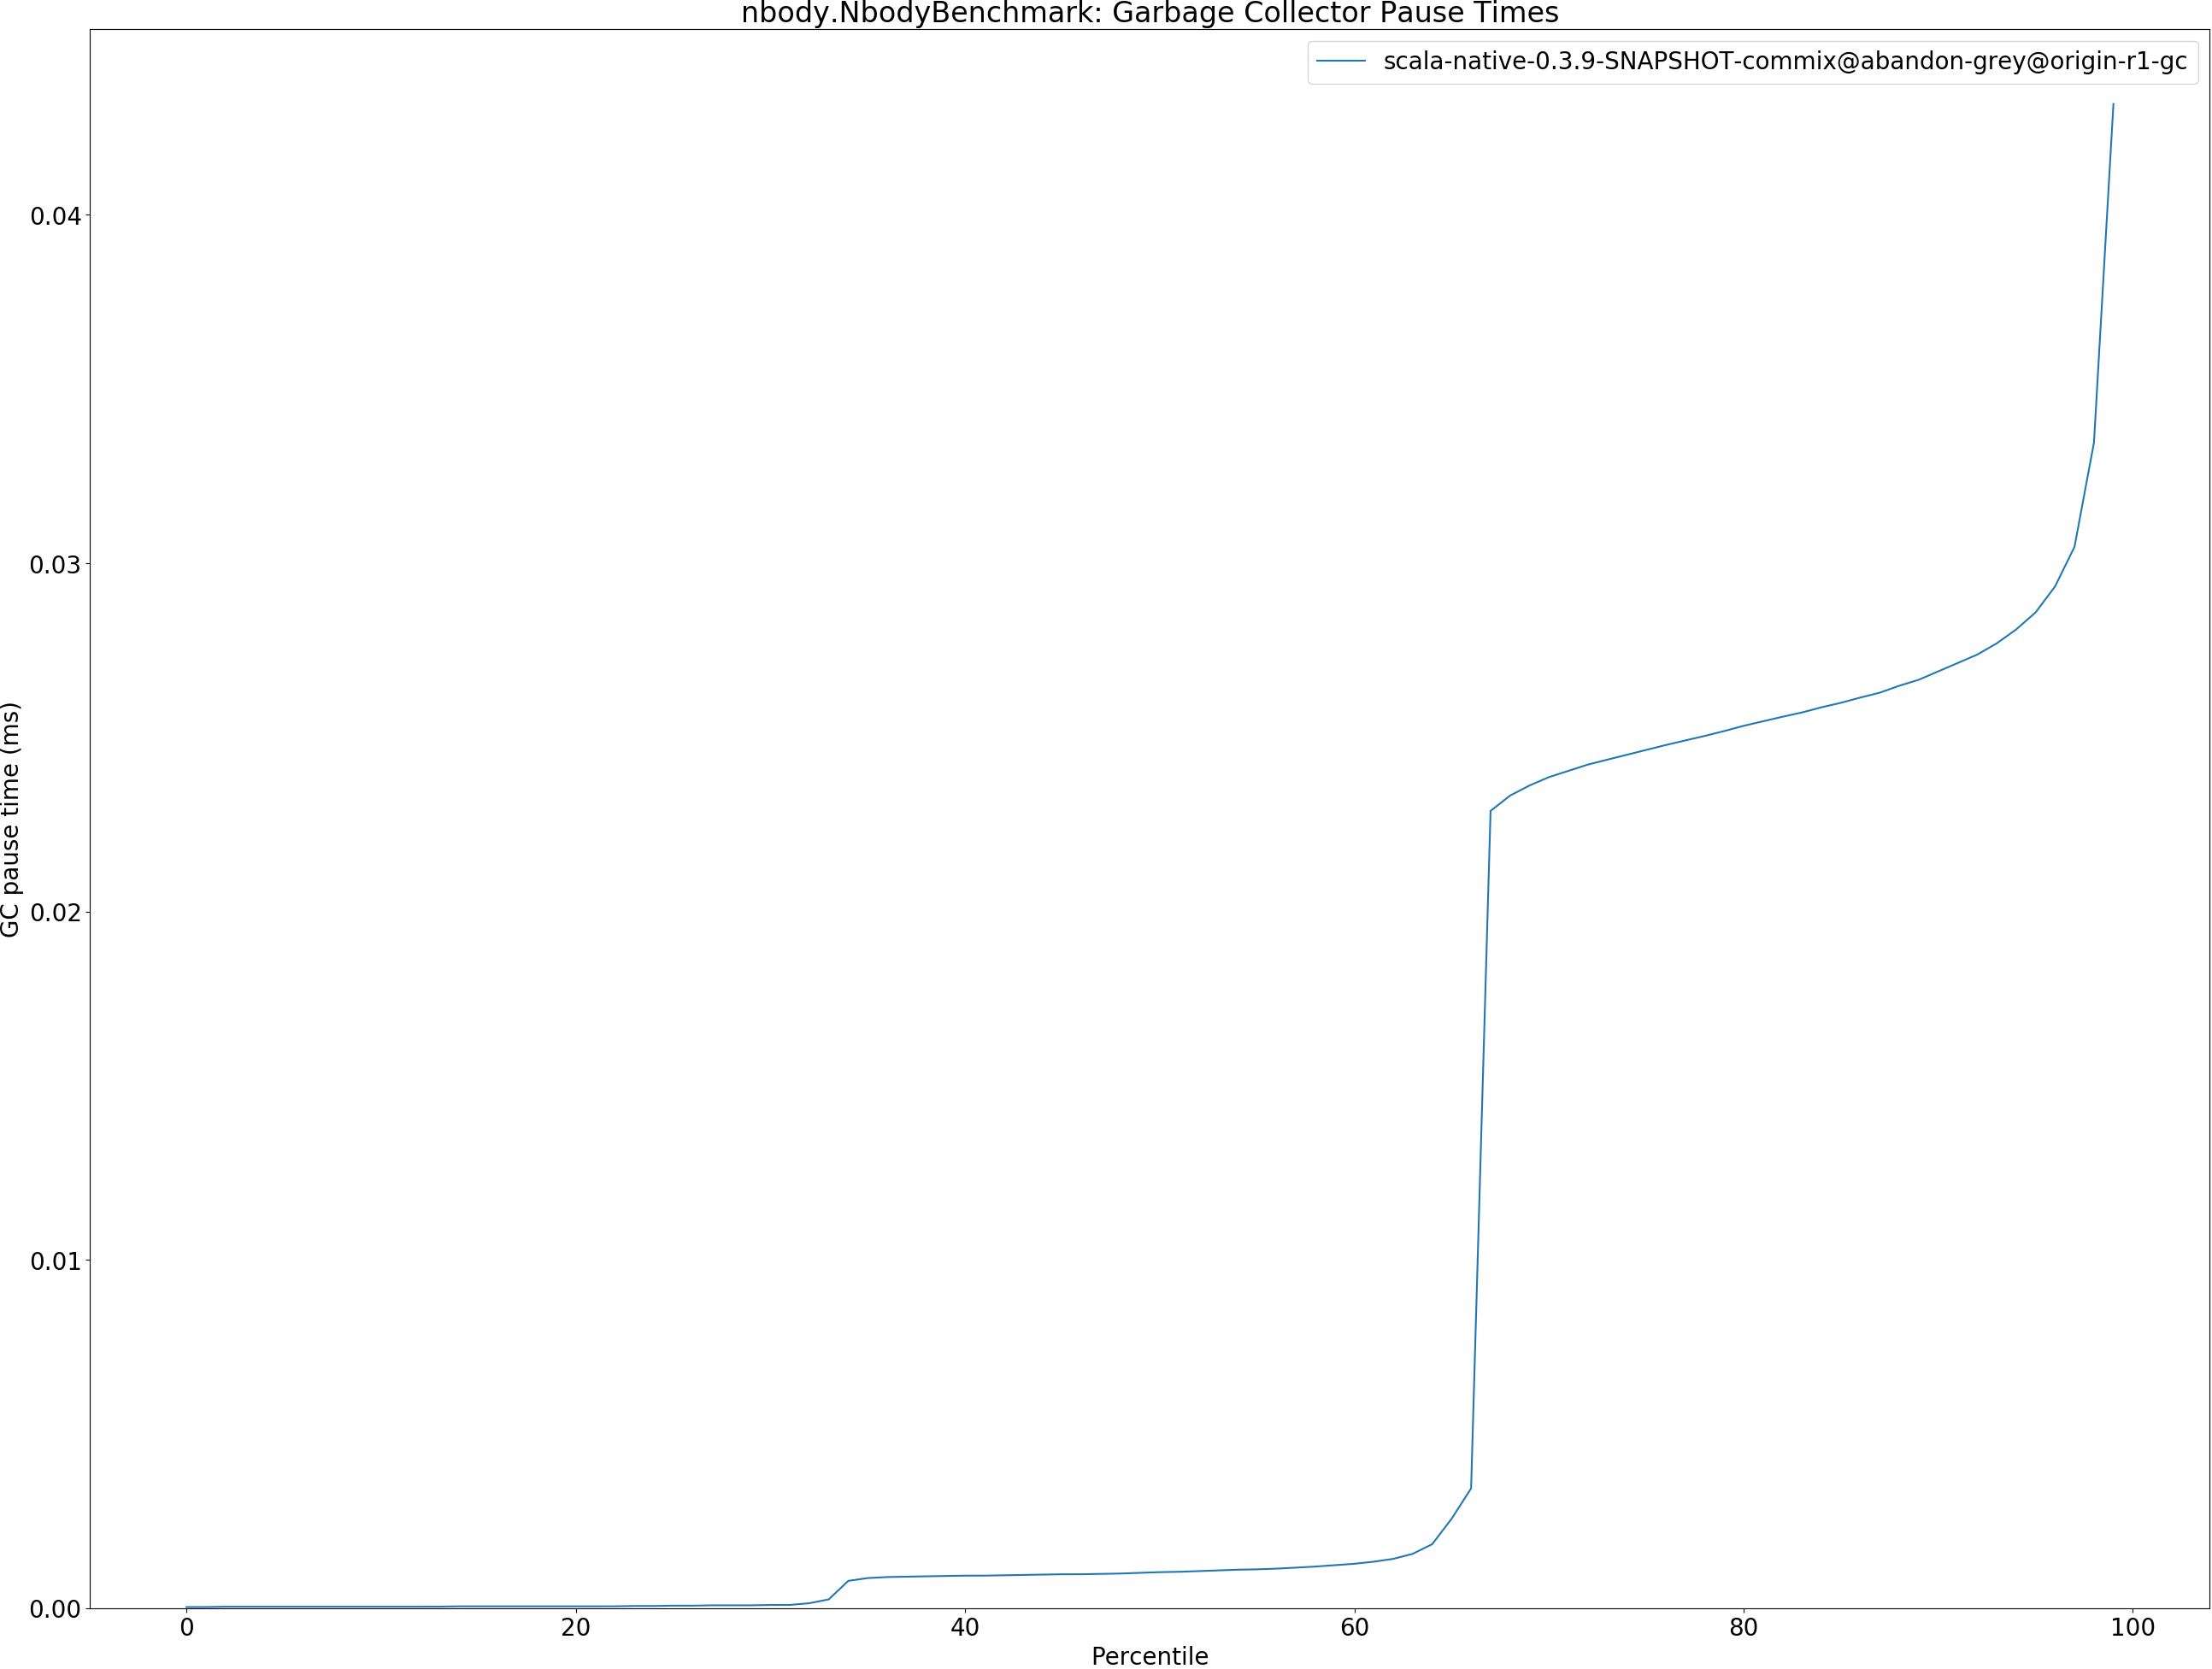 nbody.NbodyBenchmark: Garbage Collector Pause Times
scala-native-0.3.9-SNAPSHOT-commix@abandon-grey@origin-r1-gc
GC pause time (ms)
0.04
0.03
0.02
0.01
0.00
0 20 40 60 80 100
Percentile